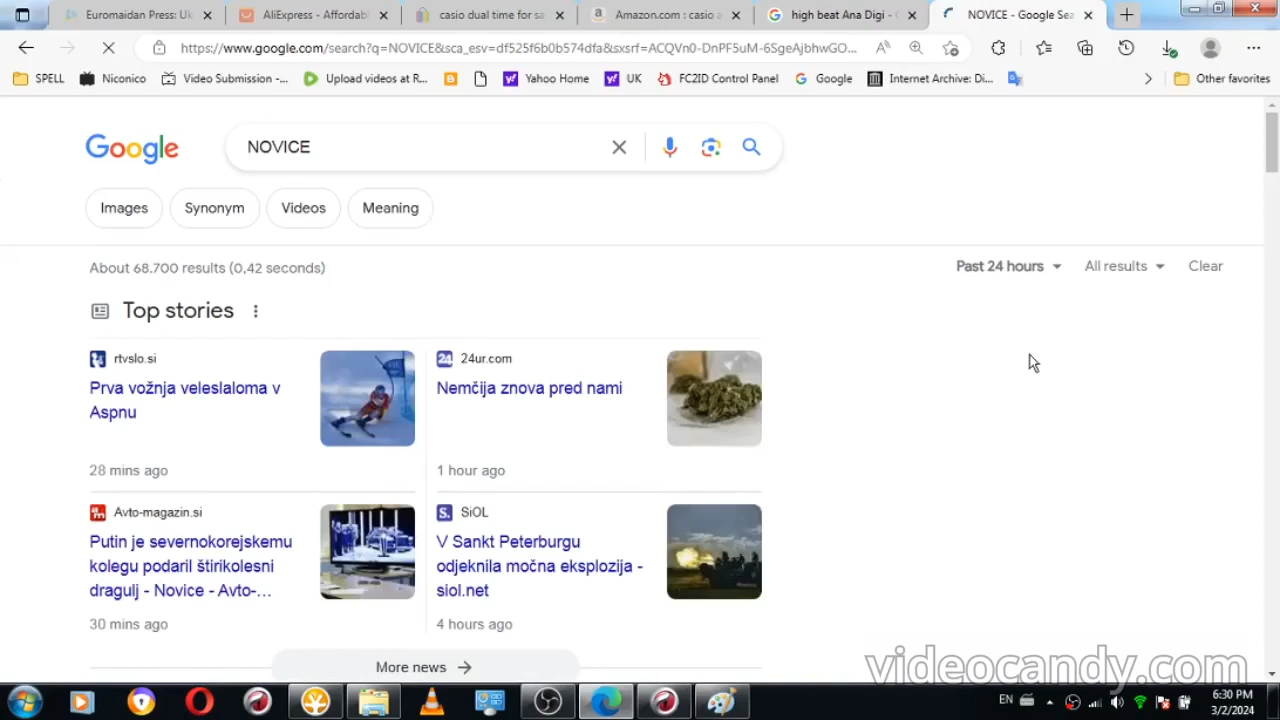 Euromaidan Press: Uk
AliExpress - Affordabl
casio dual time for sa
Amazon.com : casio a
high beat Ana Digi - G
NOVICE - Google Sea
https://www.google.com/search?q=NOVICE&sca_esv=df525f6b0b574dfa&sxsrf=ACQVn0-DnPF5uM-6SgeAjbhwGO...
SPELL
Niconico
Video Submission -...
Upload videos at R...
Yahoo Home
UK
FC2ID Control Panel
Google
Internet Archive: Di...
Other favorites
Google
NOVICE
Images
Synonym
Videos
Meaning
About 68.700 results (0,42 seconds)
Past 24 hours
All results
Clear
Top stories
rtvslo.si
Prva vožnja veleslaloma v
Aspnu
28 mins ago
24ur.com
Nemčija znova pred nami
1 hour ago
Avto-magazin.si
Putin je severnokorejskemu
kolegu podaril štirikolesni
dragulj - Novice - Avto-...
30 mins ago
SiOL
V Sankt Peterburgu
odjeknila močna eksplozija -
siol.net
4 hours ago
More news
videocandy.com
EN
6:30 PM
3/2/2024